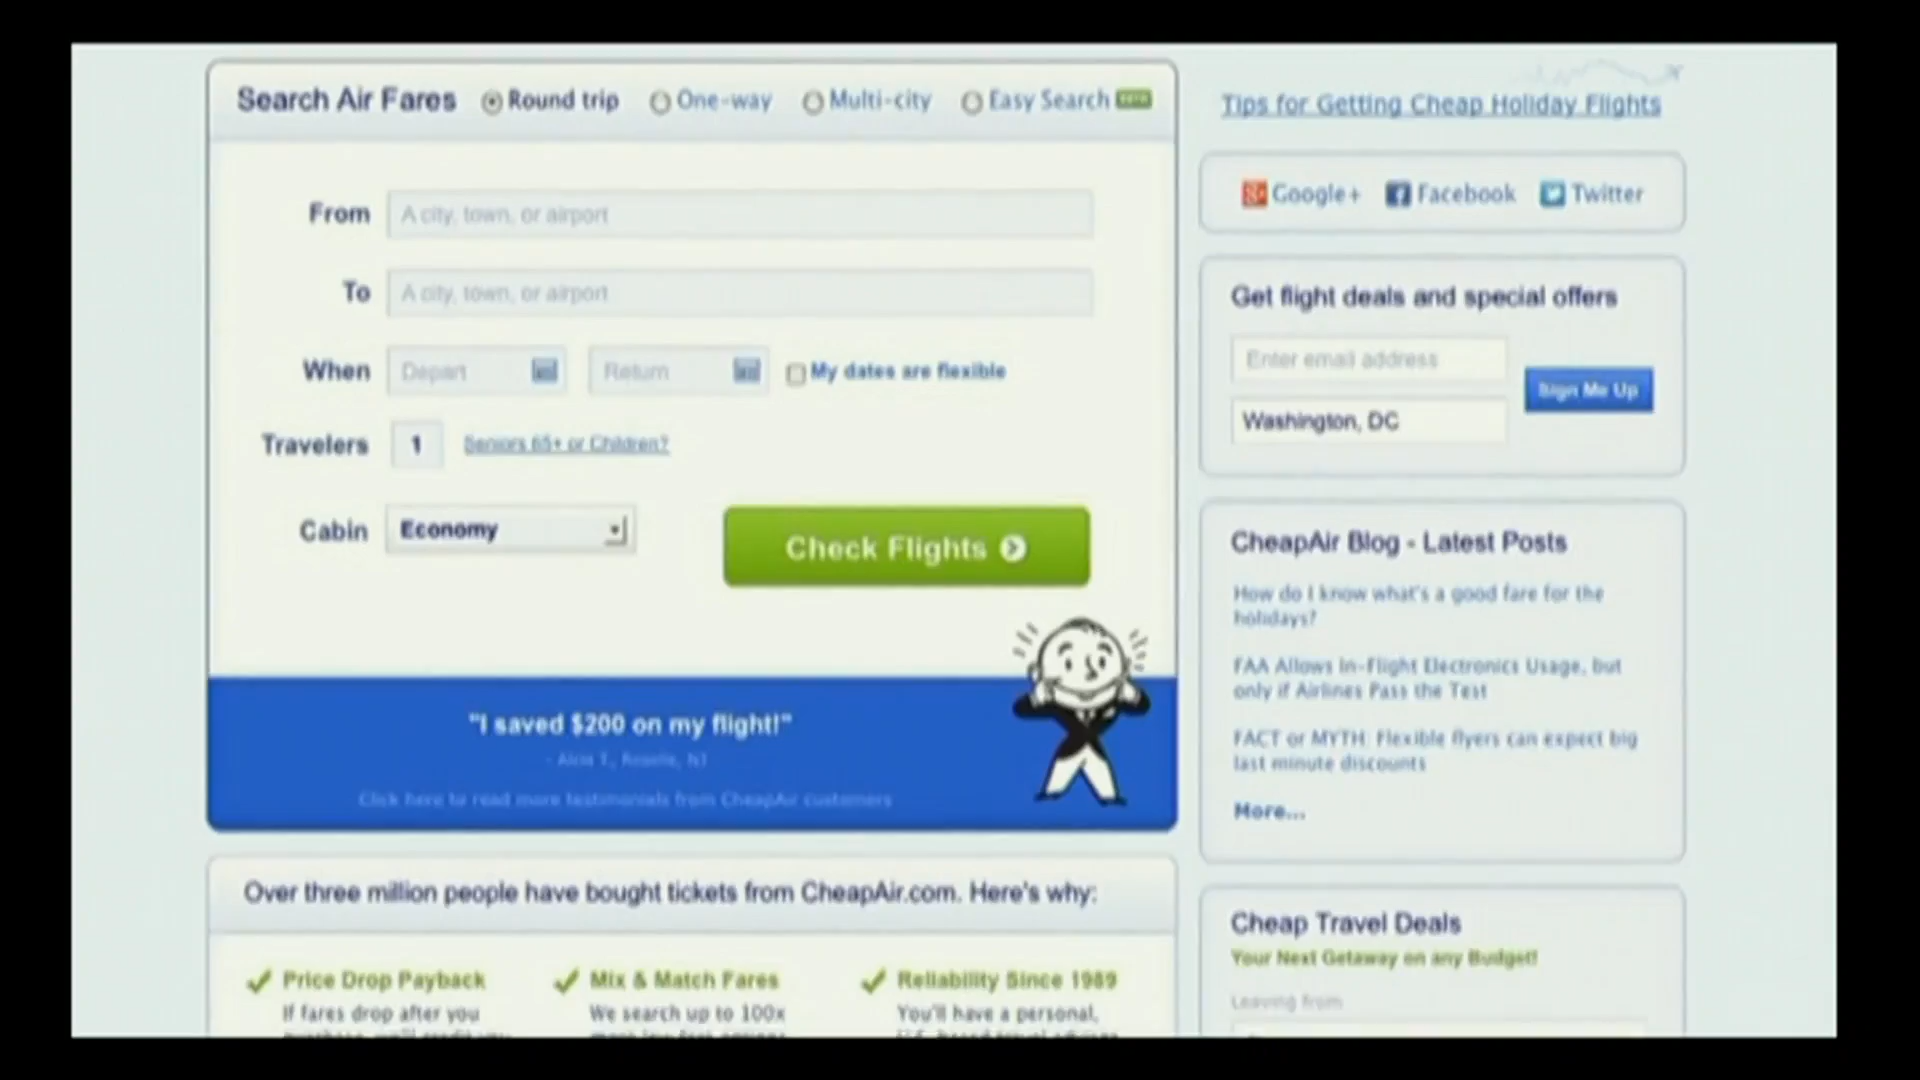 Search Air Fares Round trip One-way Multi-city Easy Search BETA
From A city, town, or airport
To A city, town, or airport
When Depart Return My dates are flexible
Travelers 1 Seniors 65+ or Children?
Cabin Economy
Check Flights
"I saved $200 on my flight!"
Click here to read more testimonials from CheapAir customers
Over three million people have bought tickets from CheapAir.com. Here's why:
Price Drop Payback
If fares drop after you
Mix & Match Fares
We search up to 100x
Reliability Since 1989
You'll have a personal,
Tips for Getting Cheap Holiday Flights
Google+ Facebook Twitter
Get flight deals and special offers
Enter email address
Washington, DC
Sign Me Up
CheapAir Blog - Latest Posts
How do I know what's a good fare for the
holidays?
FAA Allows In-Flight Electronics Usage, but
only if Airlines Pass the Test
FACT or MYTH: Flexible flyers can expect big
last minute discounts
More...
Cheap Travel Deals
Your Next Getaway on any Budget!
Leaving from